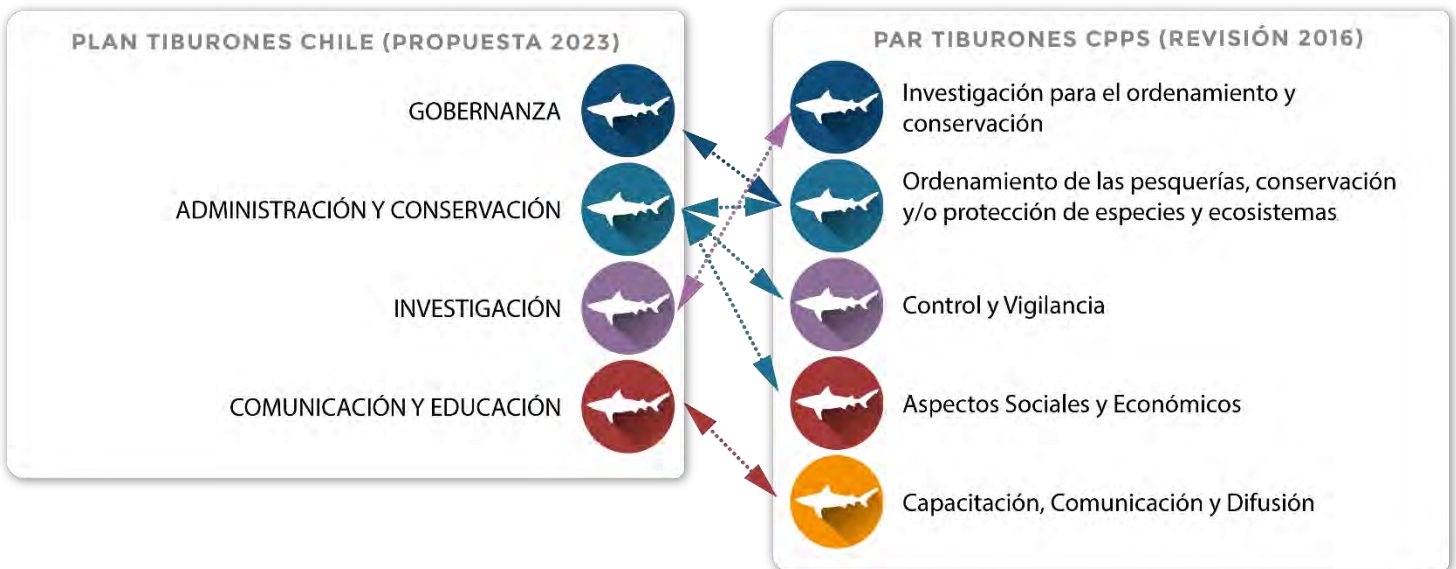 PLAN TIBURONES CHILE (PROPUESTA 2023)
GOBERNANZA
ADMINISTRACIÓN Y CONSERVACIÓN
INVESTIGACIÓN
COMUNICACIÓN Y EDUCACIÓN
PAR TIBURONES CPPS (REVISIÓN 2016)
Investigación para el ordenamiento y
conservación
Ordenamiento de las pesquerías, conservación
y/o protección de especies y ecosistemas
Control y Vigilancia
Aspectos Sociales y Económicos
Capacitación, Comunicación y Difusión